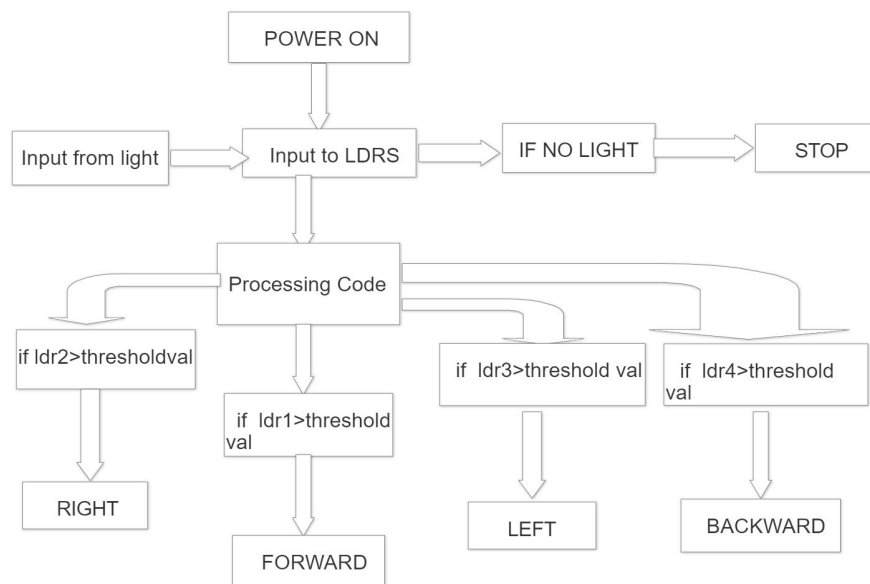 POWER ON
Input from light
Input to LDRS
IF NO LIGHT
STOP
Processing Code
if ldr2>thresholdval
if ldr1>threshold
val
if ldr3>threshold val
if ldr4>threshold
val
RIGHT
FORWARD
LEFT
BACKWARD